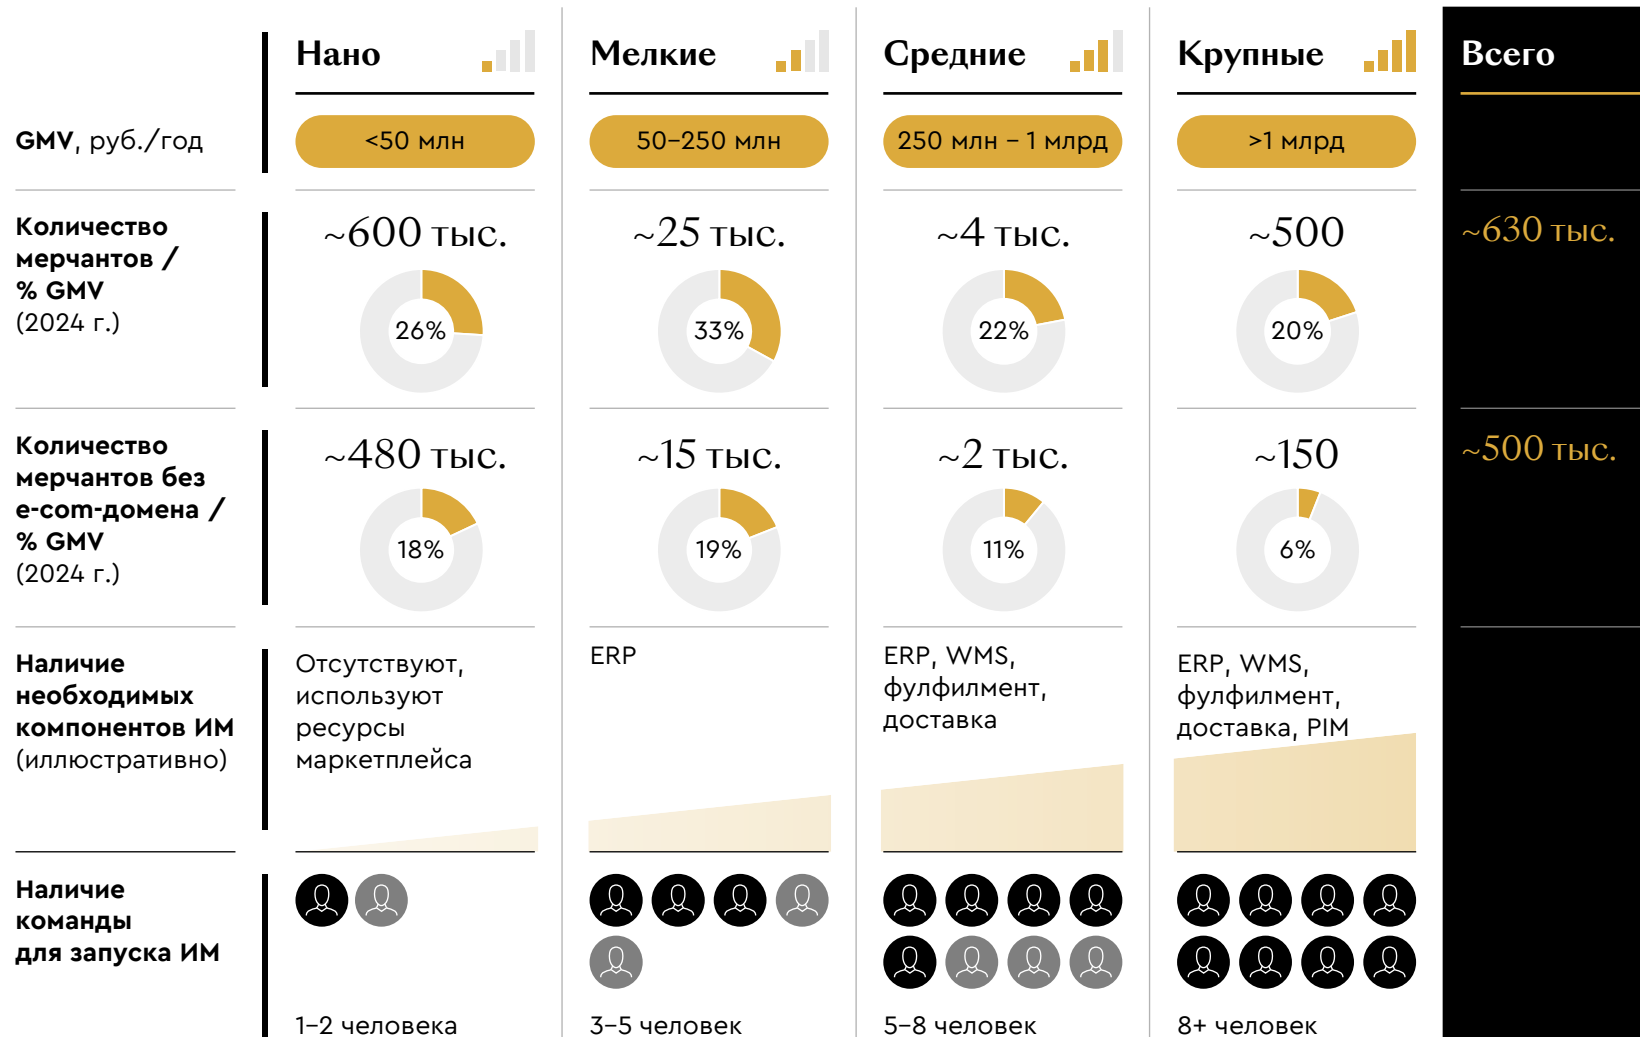 Нано
Мелкие
Средние
Крупные
Всего
GMV, руб./год
<50 млн
50–250 млн
250 млн – 1 млрд
>1 млрд
Количество
мерчантов /
% GMV
(2024 г.)
~600 тыс.
26%
~25 тыс.
33%
~4 тыс.
22%
~500
20%
~630 тыс.
Количество
мерчантов без
e-com-домена /
% GMV
(2024 г.)
~480 тыс.
18%
~15 тыс.
19%
~2 тыс.
11%
~150
6%
~500 тыс.
Наличие
необходимых
компонентов ИМ
(иллюстративно)
Отсутствуют,
используют
ресурсы
маркетплейса
ERP
ERP, WMS,
фулфилмент,
доставка
ERP, WMS,
фулфилмент,
доставка, PIM
Наличие
команды
для запуска ИМ
1–2 человека
3–5 человек
5–8 человек
8+ человек